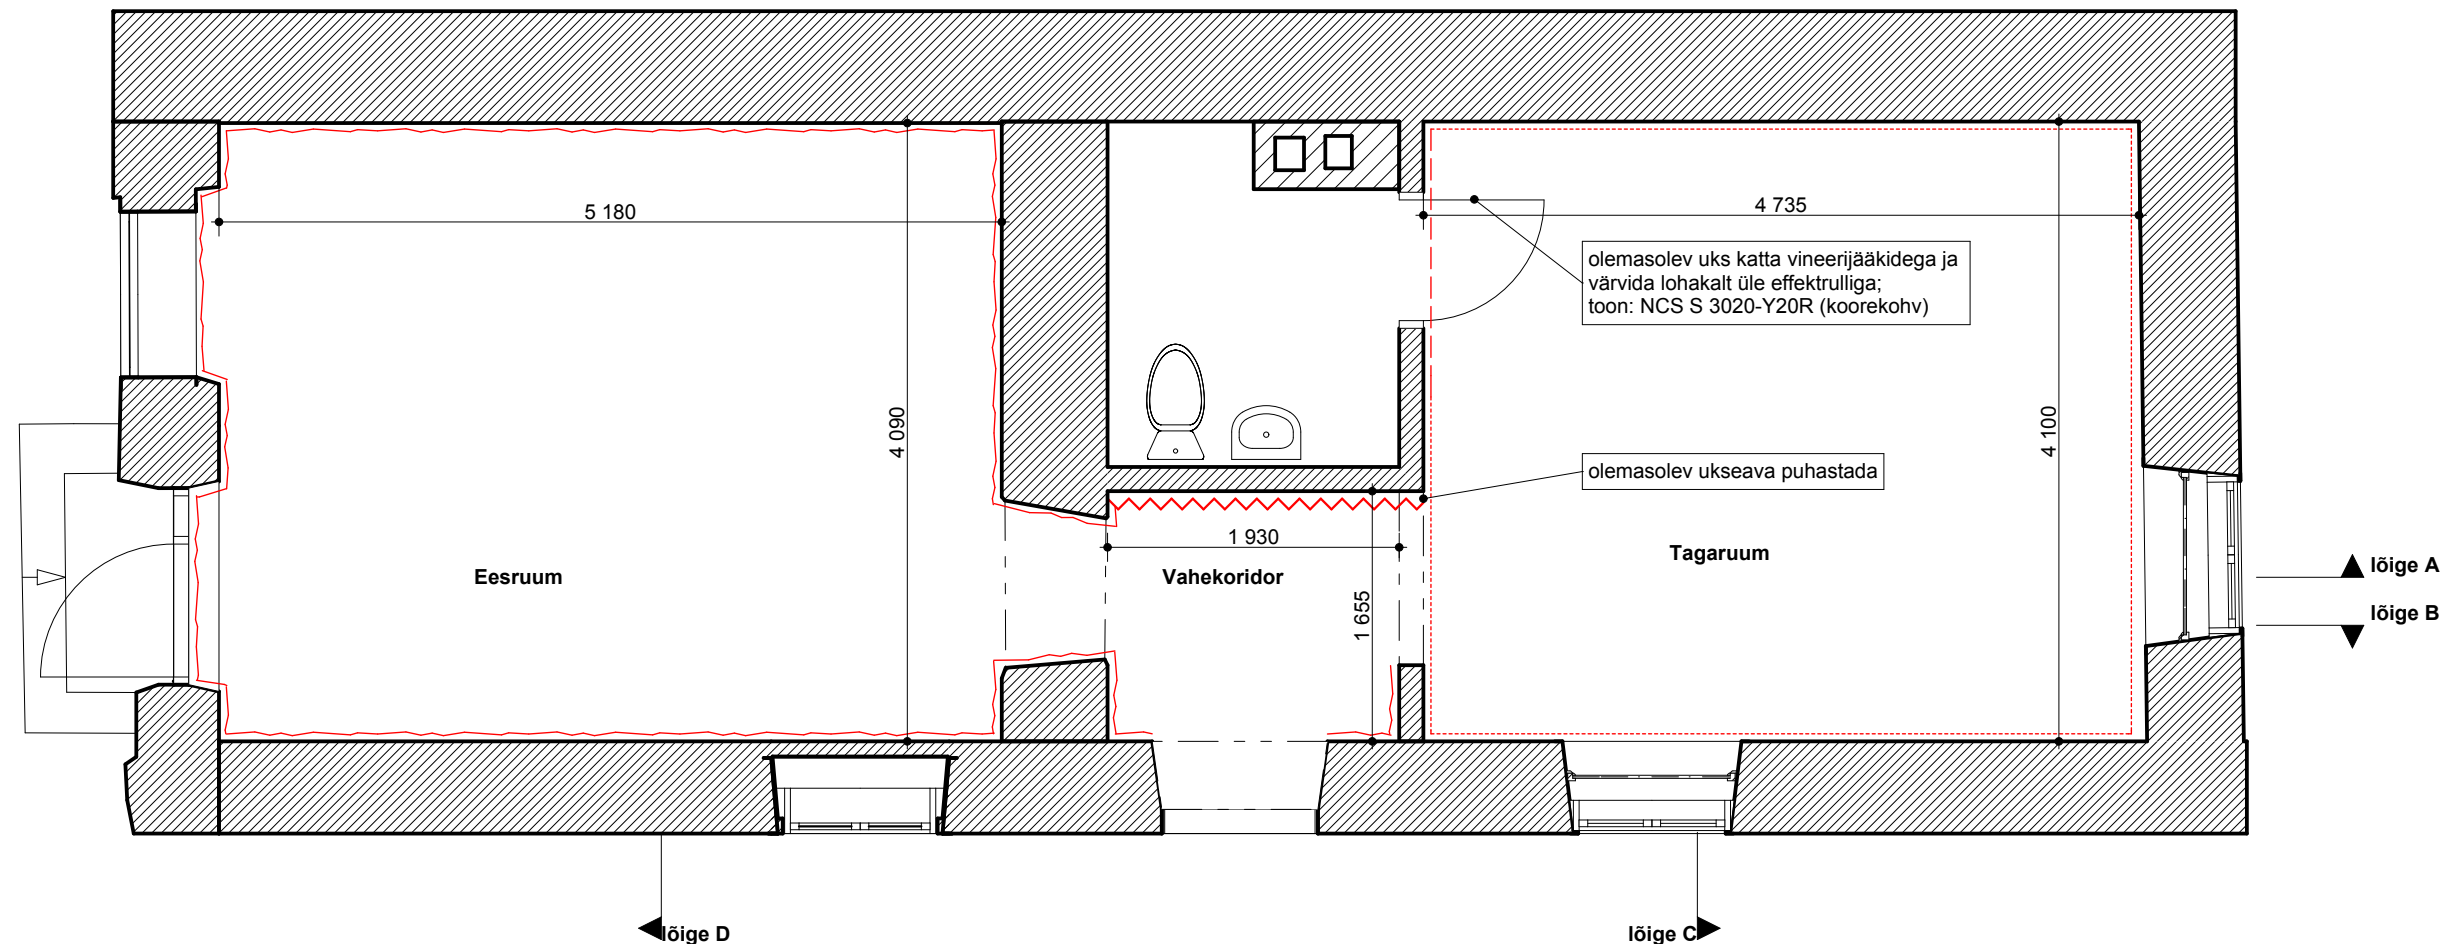 5 180
4 735
olemasolev uks katta vineerijääkidega ja
värvida lohakalt üle effektrulliga;
toon: NCS S 3020-Y20R (koorekohv)
4 090
4 100
olemasolev ukseava puhastada
1 930
Eesruum
Vahekoridor
Tagaruum
1 655
lõige A
lõige B
lõige D
lõige C